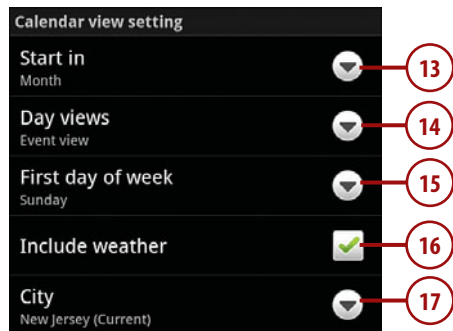 Calendar view setting
Start in
Month
13
Day views
Event view
14
First day of week
Sunday
15
Include weather
16
City
New Jersey (Current)
17